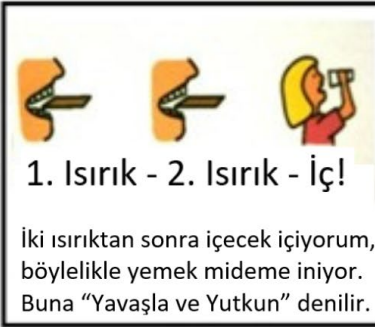 1. Isırık - 2. Isırık - İç!
İki ısırıktan sonra içecek içiyorum,
böylelikle yemek mideme iniyor.
Buna “Yavaşla ve Yutkun” denilir.